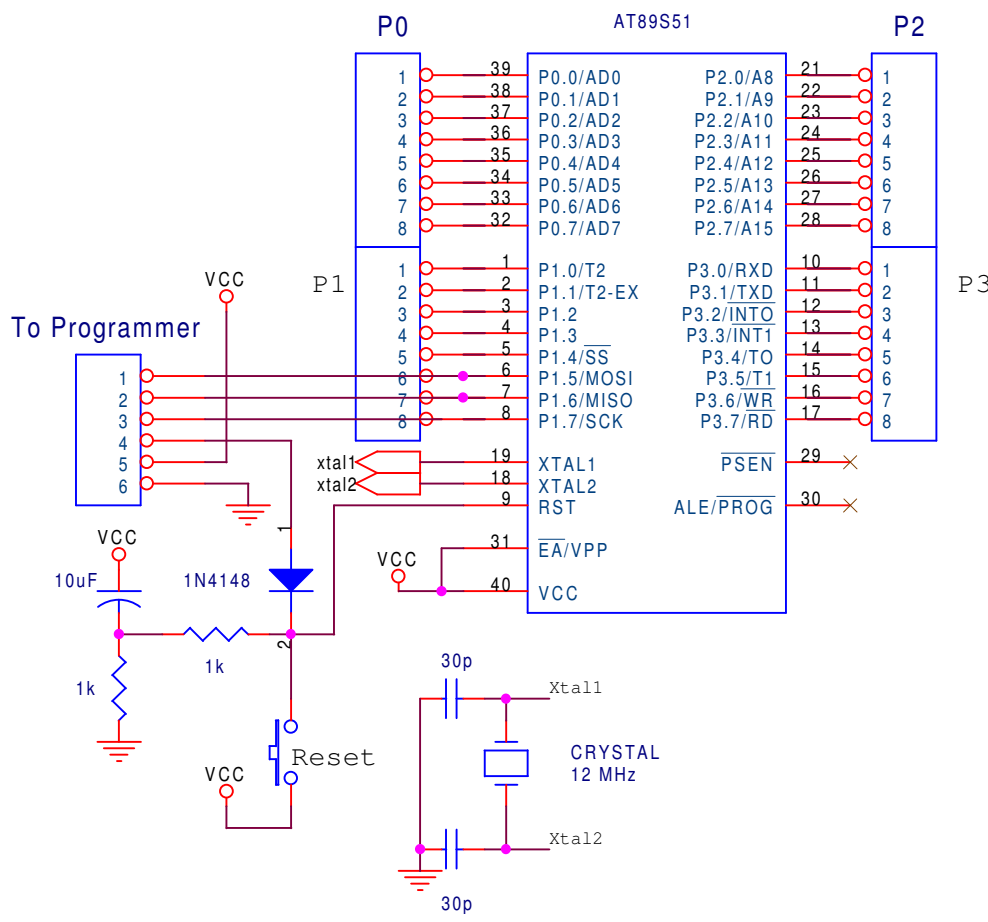 AT89S51
P0
P2
1 39 P0.0/AD0 P2.0/A8 21 1
2 38 P0.1/AD1 P2.1/A9 22 2
3 37 P0.2/AD2 P2.2/A10 23 3
4 36 P0.3/AD3 P2.3/A11 24 4
5 35 P0.4/AD4 P2.4/A12 25 5
6 34 P0.5/AD5 P2.5/A13 26 6
7 33 P0.6/AD6 P2.6/A14 27 7
8 32 P0.7/AD7 P2.7/A15 28 8
P1
P3
1 1 P1.0/T2 P3.0/RXD 10 1
2 2 P1.1/T2-EX P3.1/TXD 11 2
3 3 P1.2 P3.2/INTO 12 3
4 4 P1.3 P3.3/INT1 13 4
5 5 P1.4/SS P3.4/TO 14 5
6 6 P1.5/MOSI P3.5/T1 15 6
7 7 P1.6/MISO P3.6/WR 16 7
8 8 P1.7/SCK P3.7/RD 17 8
VCC
To Programmer
1
2
3
4
5
6
xtal1 19 XTAL1 PSEN 29
xtal2 18 XTAL2
9 RST ALE/PROG 30
31 EA/VPP
VCC
40 VCC
VCC
10uF
1
1N4148
2
1k
1k
Reset
VCC
30p
Xtal1
CRYSTAL
12 MHz
Xtal2
30p